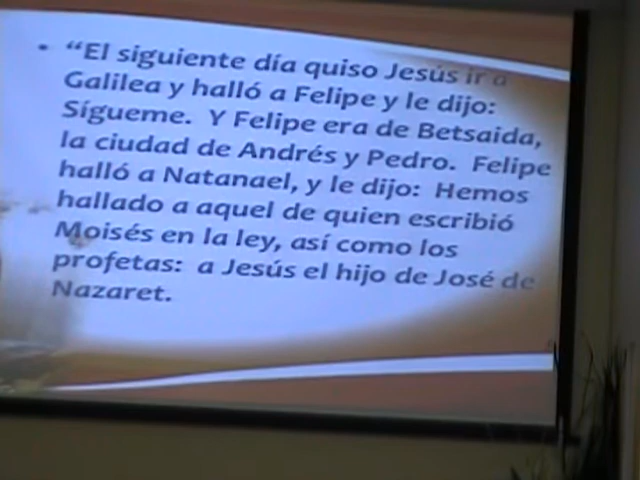 • “El siguiente día quiso Jesús ir a
Galilea y halló a Felipe y le dijo:
Sígueme. Y Felipe era de Betsaida,
la ciudad de Andrés y Pedro. Felipe
halló a Natanael, y le dijo: Hemos
hallado a aquel de quien escribió
Moisés en la ley, así como los
profetas: a Jesús el hijo de José de
Nazaret.